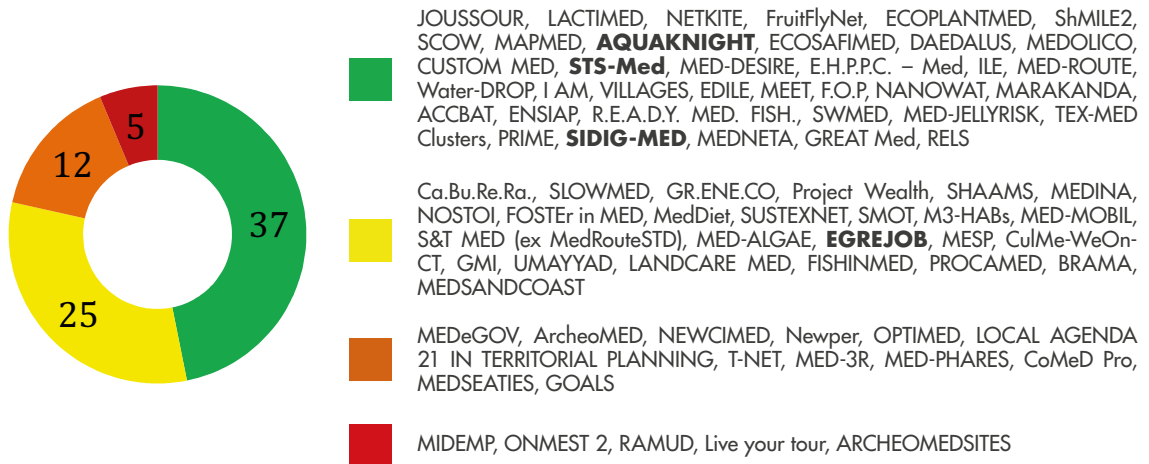 JOUSSOUR, LACTIMED, NETKITE, FruitFlyNet, ECOPLANTMED, ShMILE2,
SCOW, MAPMED, AQUAKNIGHT, ECOSAFIMED, DAEDALUS, MEDOLICO,
CUSTOM MED, STS-Med, MED-DESIRE, E.H.P.P.C. – Med, ILE, MED-ROUTE,
Water-DROP, I AM, VILLAGES, EDILE, MEET, F.O.P, NANOWAT, MARAKANDA,
ACCBAT, ENSIAP, R.E.A.D.Y. MED. FISH., SWMED, MED-JELLYRISK, TEX-MED
Clusters, PRIME, SIDIG-MED, MEDNETA, GREAT Med, RELS
5
12
37
25
Ca.Bu.Re.Ra., SLOWMED, GR.ENE.CO, Project Wealth, SHAAMS, MEDINA,
NOSTOI, FOSTEr in MED, MedDiet, SUSTEXNET, SMOT, M3-HABs, MED-MOBIL,
S&T MED (ex MedRouteSTD), MED-ALGAE, EGREJOB, MESP, CulMe-WeOn-
CT, GMI, UMAYYAD, LANDCARE MED, FISHINMED, PROCAMED, BRAMA,
MEDSANDCOAST
MEDeGOV, ArcheoMED, NEWCIMED, Newper, OPTIMED, LOCAL AGENDA
21 IN TERRITORIAL PLANNING, T-NET, MED-3R, MED-PHARES, CoMeD Pro,
MEDSEATIES, GOALS
MIDEMP, ONMEST 2, RAMUD, Live your tour, ARCHEOMEDSITES